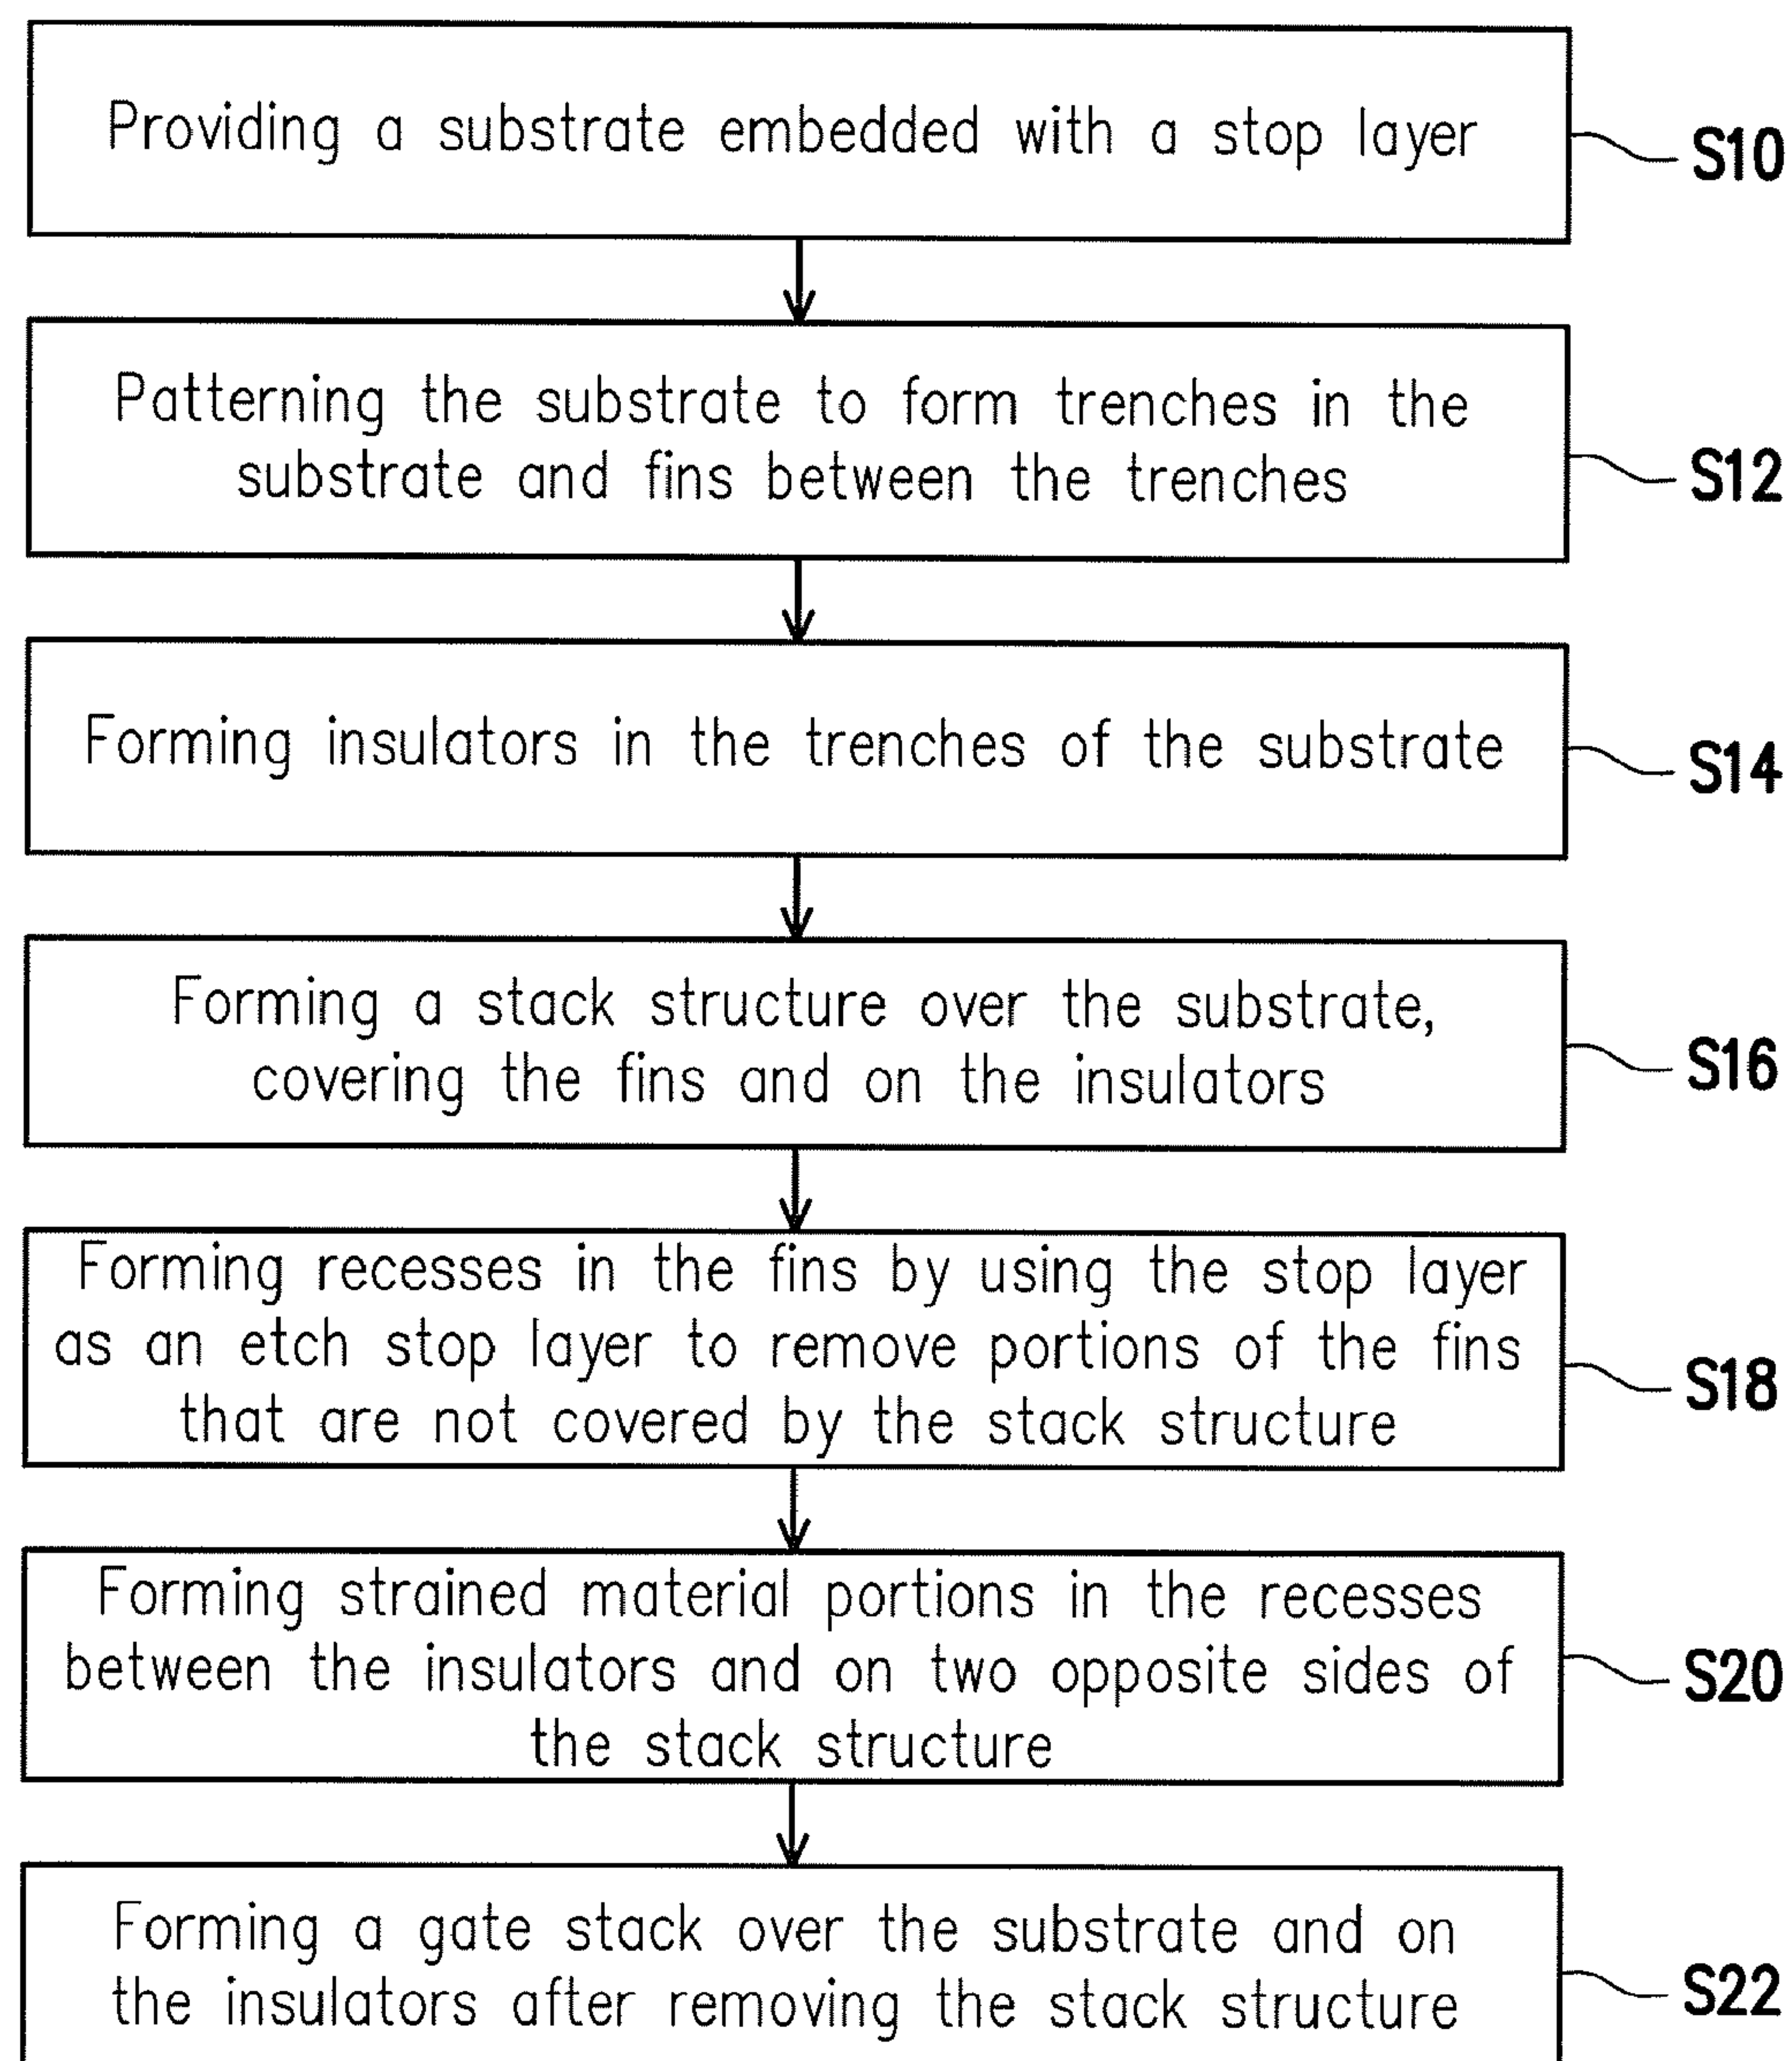 Providing a substrate embedded with a stop layer
S10
Patterning the substrate to form trenches in the
substrate and fins between the trenches
S12
Forming insulators in the trenches of the substrate
S14
Forming a stack structure over the substrate,
covering the fins and on the insulators
S16
Forming recesses in the fins by using the stop layer
as an etch stop layer to remove portions of the fins
that are not covered by the stack structure
S18
Forming strained material portions in the recesses
between the insulators and on two opposite sides of
the stack structure
S20
Forming a gate stack over the substrate and on
the insulators after removing the stack structure
S22